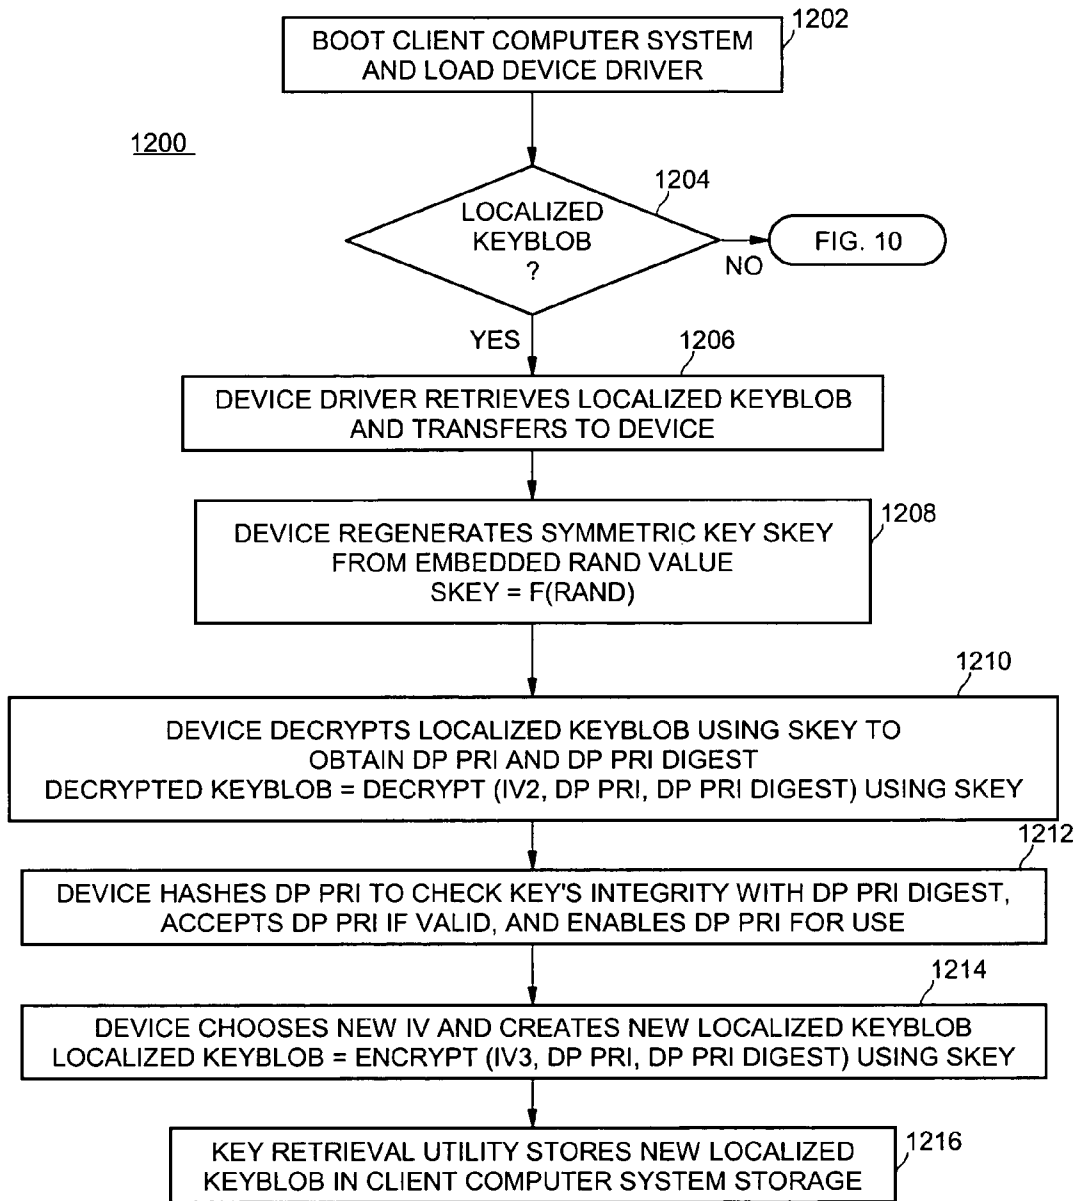 1202
BOOT CLIENT COMPUTER SYSTEM
AND LOAD DEVICE DRIVER
1200
1204
LOCALIZED
KEYBLOB
?
NO
FIG. 10
YES
1206
DEVICE DRIVER RETRIEVES LOCALIZED KEYBLOB
AND TRANSFERS TO DEVICE
1208
DEVICE REGENERATES SYMMETRIC KEY SKEY
FROM EMBEDDED RAND VALUE
SKEY = F(RAND)
1210
DEVICE DECRYPTS LOCALIZED KEYBLOB USING SKEY TO
OBTAIN DP PRI AND DP PRI DIGEST
DECRYPTED KEYBLOB = DECRYPT (IV2, DP PRI, DP PRI DIGEST) USING SKEY
1212
DEVICE HASHES DP PRI TO CHECK KEY'S INTEGRITY WITH DP PRI DIGEST,
ACCEPTS DP PRI IF VALID, AND ENABLES DP PRI FOR USE
1214
DEVICE CHOOSES NEW IV AND CREATES NEW LOCALIZED KEYBLOB
LOCALIZED KEYBLOB = ENCRYPT (IV3, DP PRI, DP PRI DIGEST) USING SKEY
1216
KEY RETRIEVAL UTILITY STORES NEW LOCALIZED
KEYBLOB IN CLIENT COMPUTER SYSTEM STORAGE